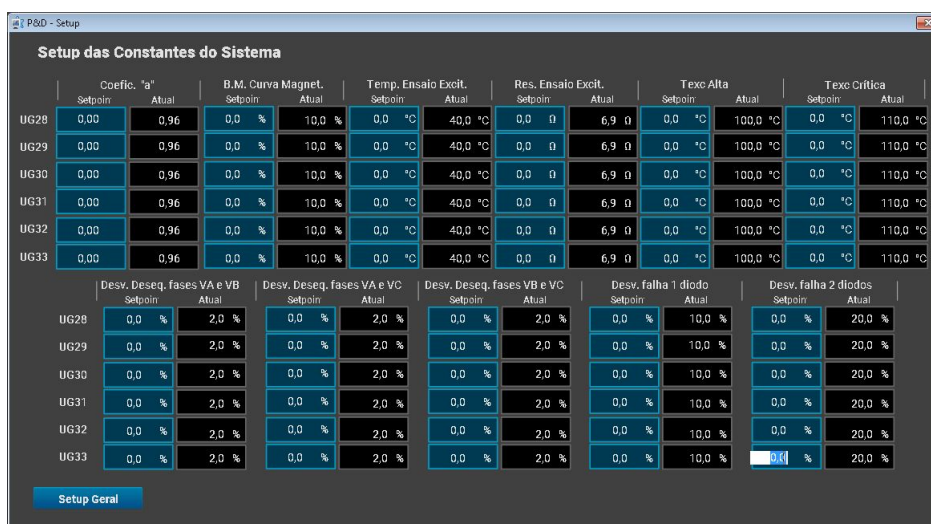 P&D - Setup
Setup das Constantes do Sistema
Coefic. "a" B.M. Curva Magnet. Temp. Ensaio Excit. Res. Ensaio Excit. Texc Alta Texc Crítica
Setpoin Atual Setpoin Atual Setpoin Atual Setpoin Atual Setpoin Atual Setpoin Atual
UG28 0,00 0,96 0,0 % 10,0 % 0,0 °C 40,0 °C 0,0 Ω 6,9 Ω 0,0 °C 100,0 °C 0,0 °C 110,0 °C
UG29 0,00 0,96 0,0 % 10,0 % 0,0 °C 40,0 °C 0,0 Ω 6,9 Ω 0,0 °C 100,0 °C 0,0 °C 110,0 °C
UG30 0,00 0,96 0,0 % 10,0 % 0,0 °C 40,0 °C 0,0 Ω 6,9 Ω 0,0 °C 100,0 °C 0,0 °C 110,0 °C
UG31 0,00 0,96 0,0 % 10,0 % 0,0 °C 40,0 °C 0,0 Ω 6,9 Ω 0,0 °C 100,0 °C 0,0 °C 110,0 °C
UG32 0,00 0,96 0,0 % 10,0 % 0,0 °C 40,0 °C 0,0 Ω 6,9 Ω 0,0 °C 100,0 °C 0,0 °C 110,0 °C
UG33 0,00 0,96 0,0 % 10,0 % 0,0 °C 40,0 °C 0,0 Ω 6,9 Ω 0,0 °C 100,0 °C 0,0 °C 110,0 °C
Desv. Deseq. fases VA e VB Desv. Deseq. fases VA e VC Desv. Deseq. fases VB e VC Desv. falha 1 diodo Desv. falha 2 diodos
Setpoin Atual Setpoin Atual Setpoin Atual Setpoin Atual Setpoin Atual
UG28 0,0 % 2,0 % 0,0 % 2,0 % 0,0 % 2,0 % 0,0 % 10,0 % 0,0 % 20,0 %
UG29 0,0 % 2,0 % 0,0 % 2,0 % 0,0 % 2,0 % 0,0 % 10,0 % 0,0 % 20,0 %
UG30 0,0 % 2,0 % 0,0 % 2,0 % 0,0 % 2,0 % 0,0 % 10,0 % 0,0 % 20,0 %
UG31 0,0 % 2,0 % 0,0 % 2,0 % 0,0 % 2,0 % 0,0 % 10,0 % 0,0 % 20,0 %
UG32 0,0 % 2,0 % 0,0 % 2,0 % 0,0 % 2,0 % 0,0 % 10,0 % 0,0 % 20,0 %
UG33 0,0 % 2,0 % 0,0 % 2,0 % 0,0 % 2,0 % 0,0 % 10,0 % 0,0 % 20,0 %
Setup Geral